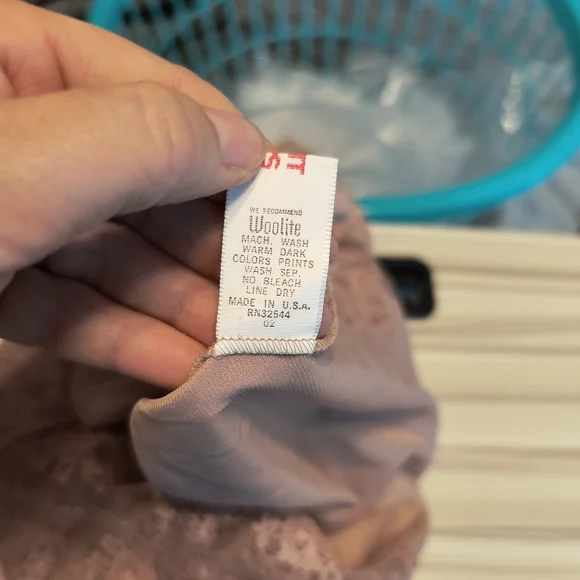 WE RECOMMEND
Woolite
MACH. WASH
WARM DARK
COLORS PRINTS
WASH SEP.
NO BLEACH
LINE DRY
MADE IN U.S.A.
RN32544
02